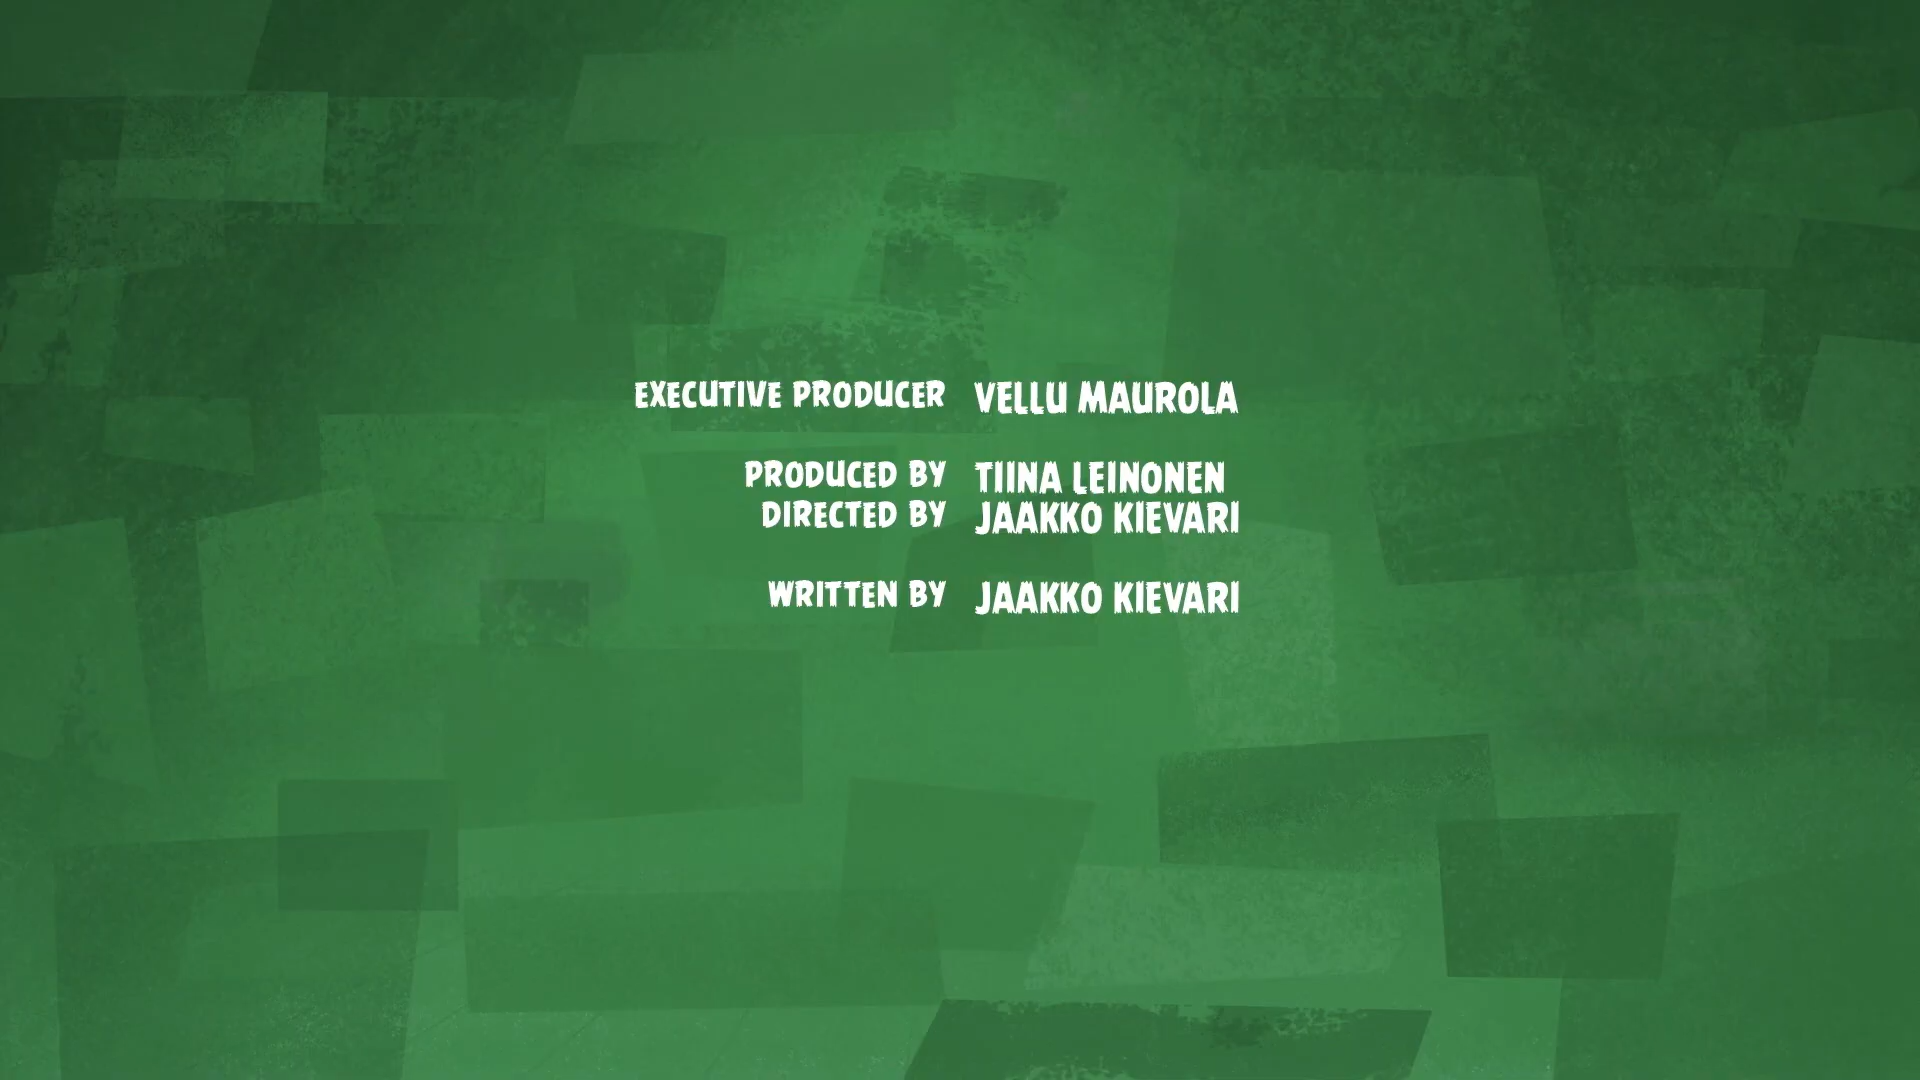 EXECUTIVE PRODUCER VELLU MAUROLA
PRODUCED BY TIINA LEINONEN
DIRECTED BY JAAKKO KIEVARI
WRITTEN BY JAAKKO KIEVARI